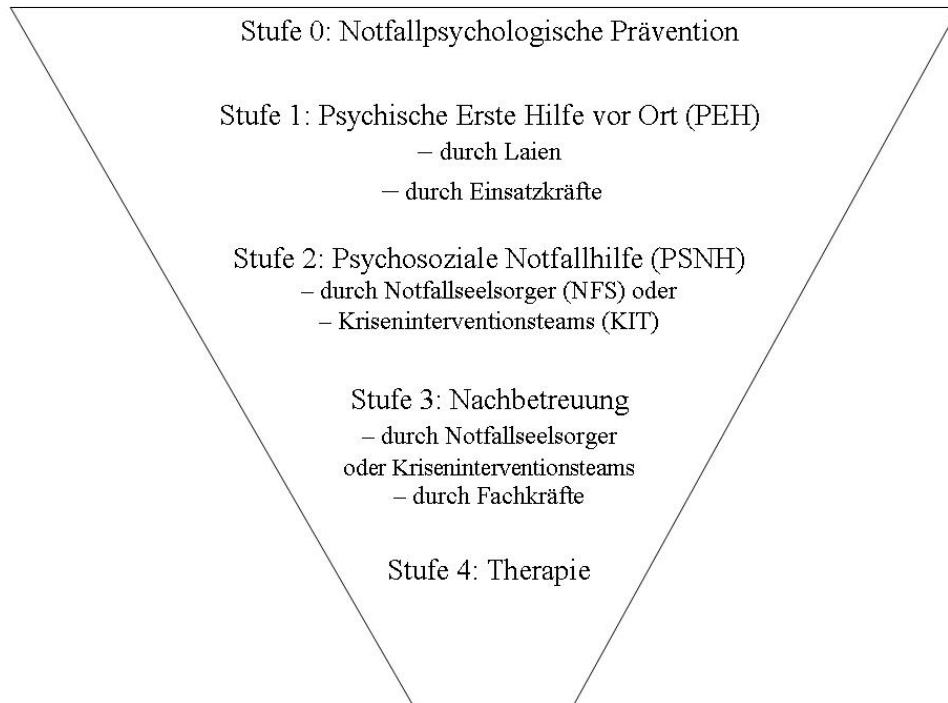 Stufe 0: Notfallpsychologische Prävention
Stufe 1: Psychische Erste Hilfe vor Ort (PEH)
– durch Laien
– durch Einsatzkräfte
Stufe 2: Psychosoziale Notfallhilfe (PSNH)
– durch Notfallseelsorger (NFS) oder
– Kriseninterventionsteams (KIT)
Stufe 3: Nachbetreuung
– durch Notfallseelsorger
oder Kriseninterventionsteams
– durch Fachkräfte
Stufe 4: Therapie